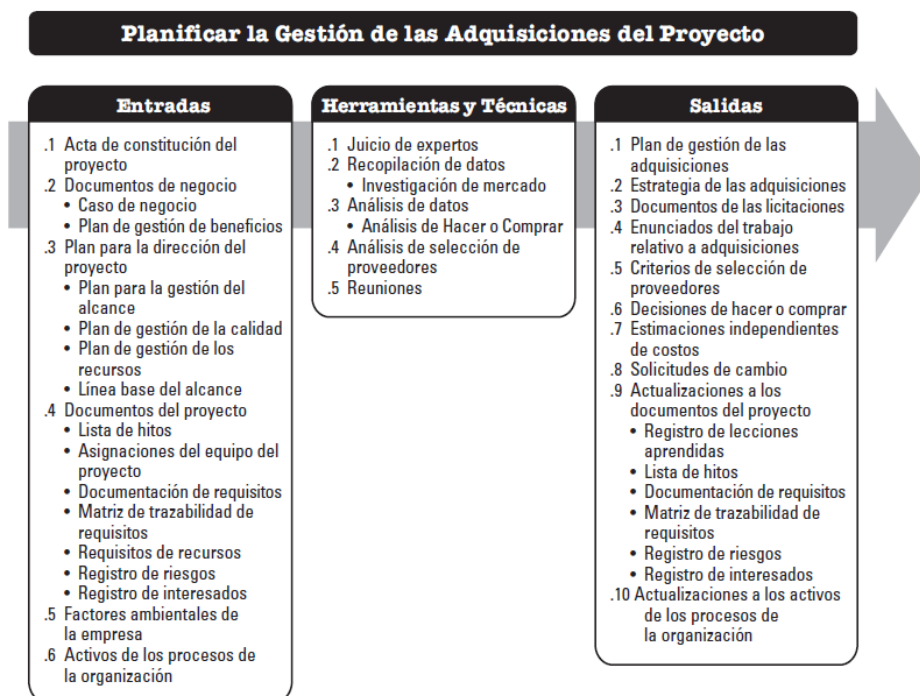 Planificar la Gestión de las Adquisiciones del Proyecto
Entradas
.1 Acta de constitución del
proyecto
.2 Documentos de negocio
• Caso de negocio
• Plan de gestión de beneficios
.3 Plan para la dirección del
proyecto
• Plan para la gestión del
alcance
• Plan de gestión de la calidad
• Plan de gestión de los
recursos
• Línea base del alcance
.4 Documentos del proyecto
• Lista de hitos
• Asignaciones del equipo del
proyecto
• Documentación de requisitos
• Matriz de trazabilidad de
requisitos
• Requisitos de recursos
• Registro de riesgos
• Registro de interesados
.5 Factores ambientales de
la empresa
.6 Activos de los procesos de
la organización
Herramientas y Técnicas
.1 Juicio de expertos
.2 Recopilación de datos
• Investigación de mercado
.3 Análisis de datos
• Análisis de Hacer o Comprar
.4 Análisis de selección de
proveedores
.5 Reuniones
Salidas
.1 Plan de gestión de las
adquisiciones
.2 Estrategia de las adquisiciones
.3 Documentos de las licitaciones
.4 Enunciados del trabajo
relativo a adquisiciones
.5 Criterios de selección de
proveedores
.6 Decisiones de hacer o comprar
.7 Estimaciones independientes
de costos
.8 Solicitudes de cambio
.9 Actualizaciones a los
documentos del proyecto
• Registro de lecciones
aprendidas
• Lista de hitos
• Documentación de requisitos
• Matriz de trazabilidad de
requisitos
• Registro de riesgos
• Registro de interesados
.10 Actualizaciones a los activos
de los procesos de
la organización